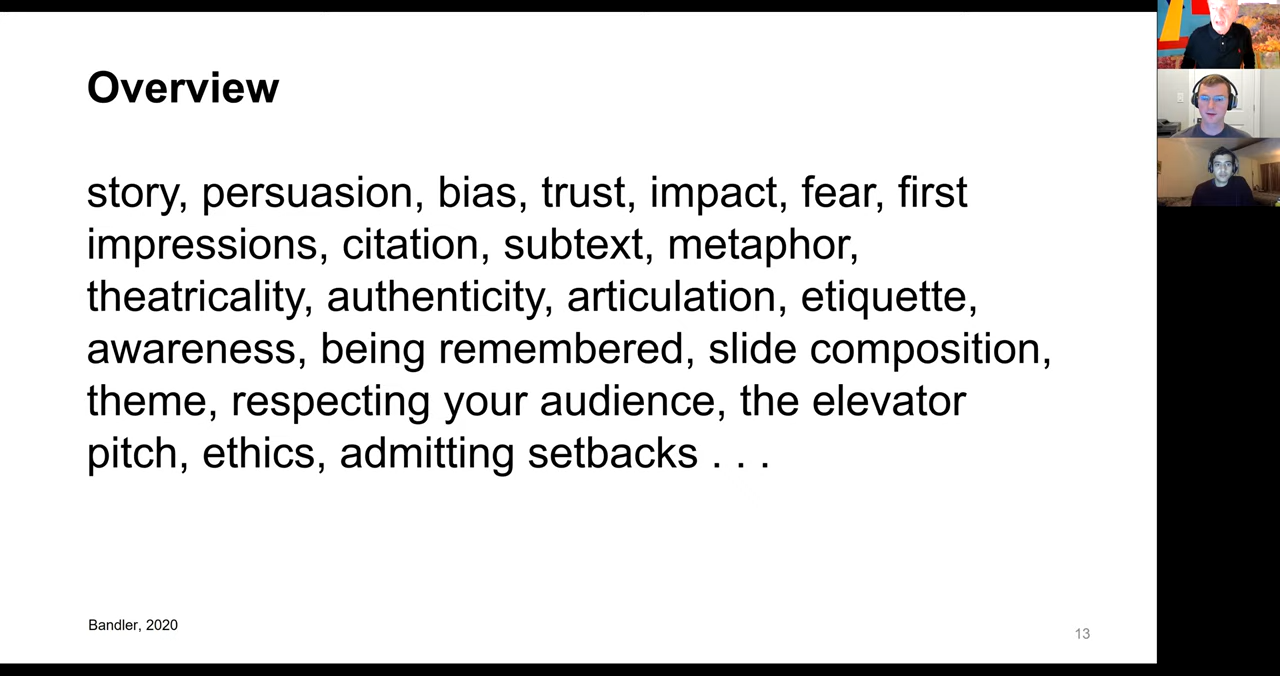 Overview
story, persuasion, bias, trust, impact, fear, first
impressions, citation, subtext, metaphor,
theatricality, authenticity, articulation, etiquette,
awareness, being remembered, slide composition,
theme, respecting your audience, the elevator
pitch, ethics, admitting setbacks . . .
Bandler, 2020
13